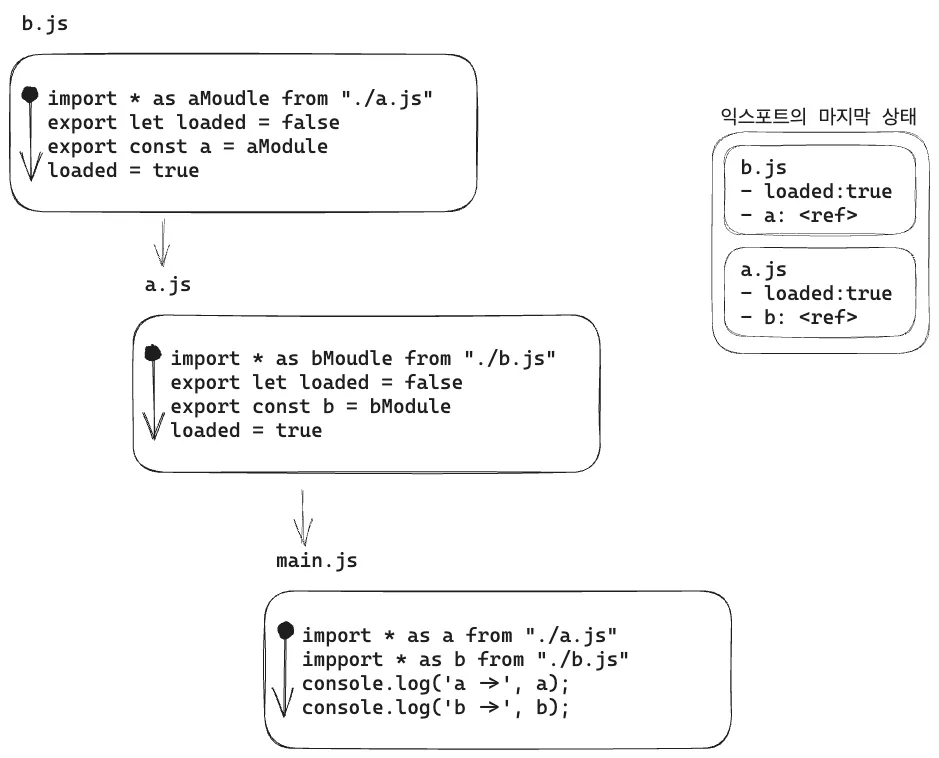 b.js
import * as aMoudle from "./a.js"
export let loaded = false
export const a = aModule
loaded = true
익스포트의 마지막 상태
b.js
- loaded:true
- a: <ref>
a.js
- loaded:true
- b: <ref>
a.js
import * as bMoudle from "./b.js"
export let loaded = false
export const b = bModule
loaded = true
main.js
import * as a from "./a.js"
impport * as b from "./b.js"
console.log('a ->', a);
console.log('b ->', b);